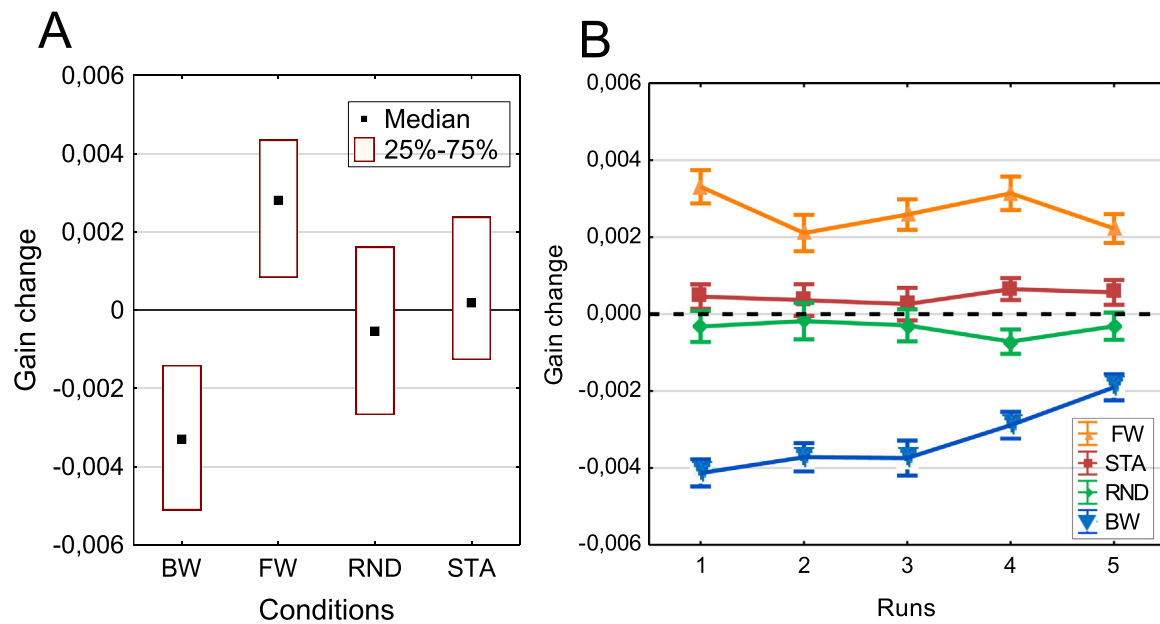 A
0,006
0,004
0,002
0
-0,002
-0,004
-0,006
Gain change
Median
25%-75%
BW FW RND STA
Conditions
B
0,006
0,004
0,002
0,000
-0,002
-0,004
-0,006
Gain change
FW
STA
RND
BW
1 2 3 4 5
Runs